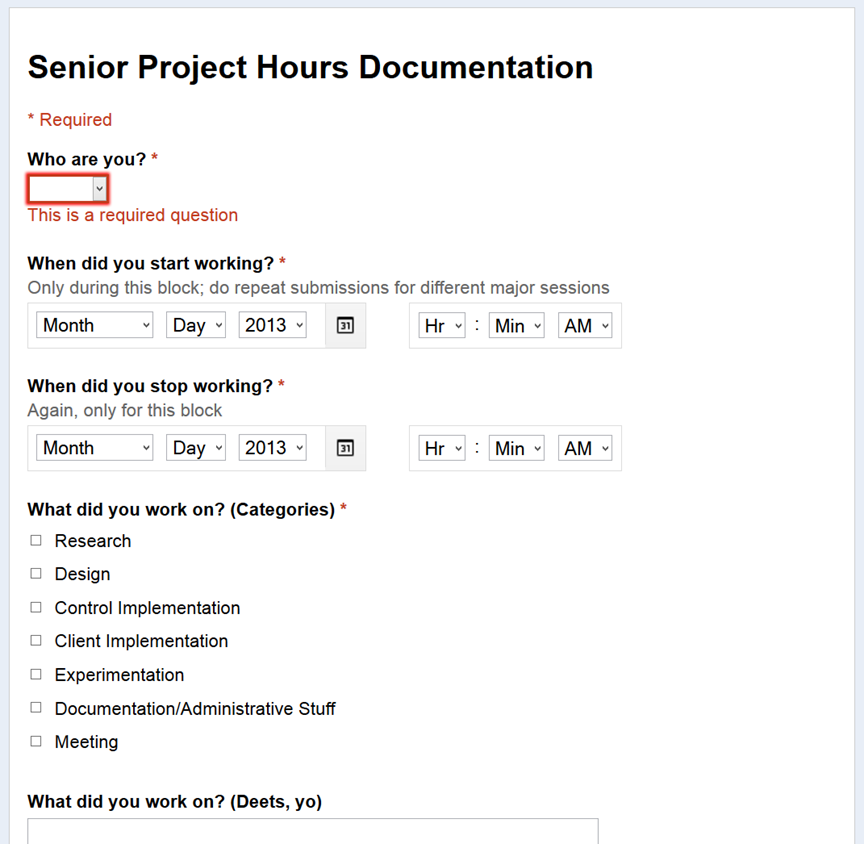 Senior Project Hours Documentation
* Required
Who are you? *
This is a required question
When did you start working? *
Only during this block; do repeat submissions for different major sessions
Month Day 2013 31 Hr : Min AM
When did you stop working? *
Again, only for this block
Month Day 2013 31 Hr : Min AM
What did you work on? (Categories) *
Research
Design
Control Implementation
Client Implementation
Experimentation
Documentation/Administrative Stuff
Meeting
What did you work on? (Deets, yo)